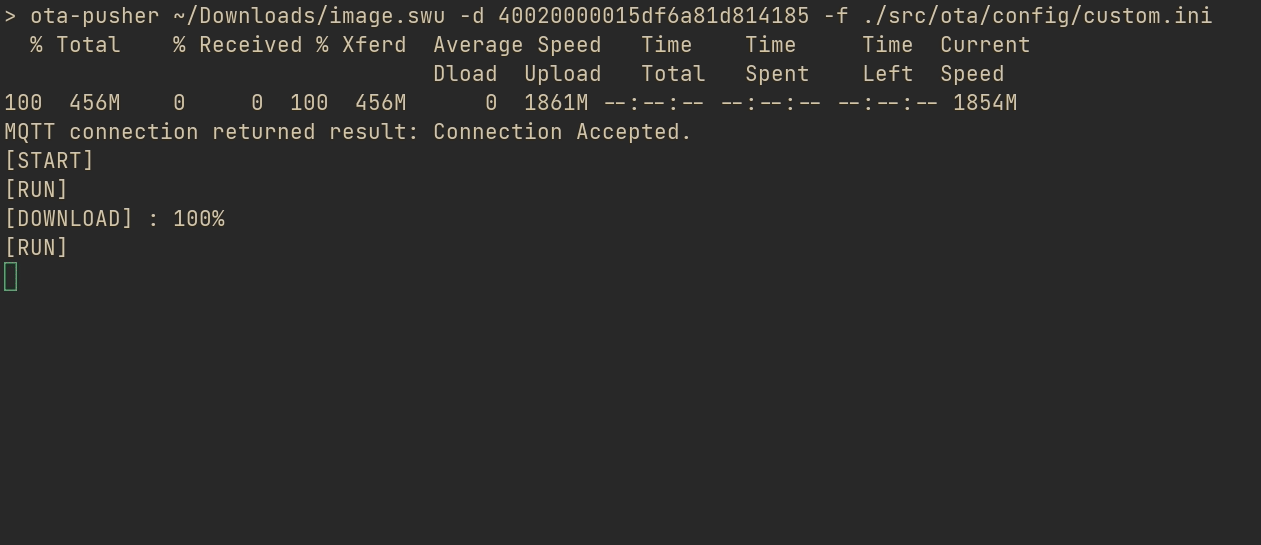 > ota-pusher ~/Downloads/image.swu -d 40020000015df6a81d814185 -f ./src/ota/config/custom.ini
  % Total    % Received % Xferd  Average Speed   Time    Time     Time  Current
                                 Dload  Upload   Total   Spent    Left  Speed
100  456M    0     0  100  456M      0  1861M --:--:-- --:--:-- --:--:-- 1854M
MQTT connection returned result: Connection Accepted.
[START]
[RUN]
[DOWNLOAD] : 100%
[RUN]